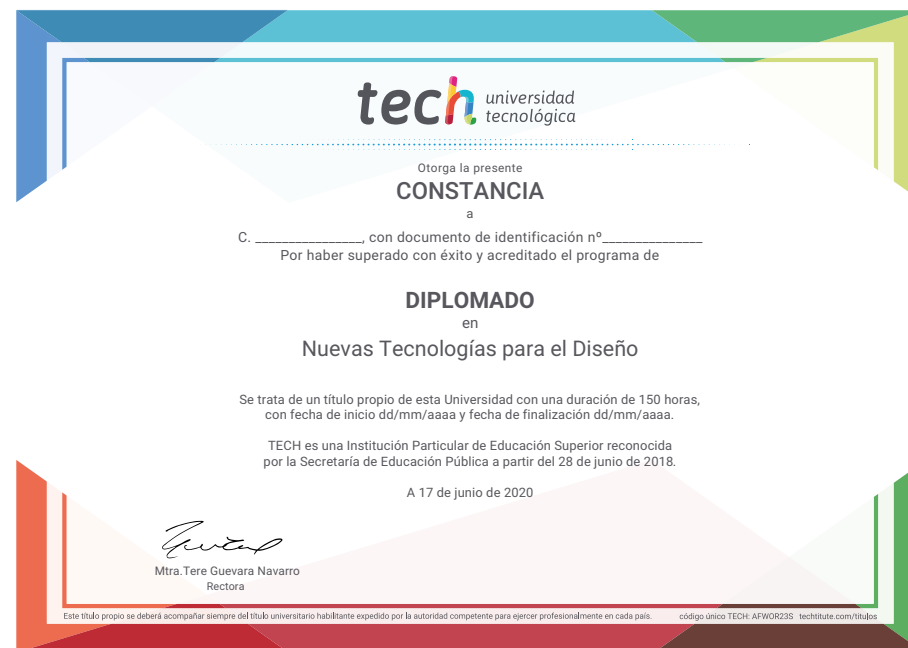 tech universidad
tecnológica
Otorga la presente
CONSTANCIA
a
C. ________________, con documento de identificación nº_______________
Por haber superado con éxito y acreditado el programa de
DIPLOMADO
en
Nuevas Tecnologías para el Diseño
Se trata de un título propio de esta Universidad con una duración de 150 horas,
con fecha de inicio dd/mm/aaaa y fecha de finalización dd/mm/aaaa.
TECH es una Institución Particular de Educación Superior reconocida
por la Secretaría de Educación Pública a partir del 28 de junio de 2018.
A 17 de junio de 2020
Mtra.Tere Guevara Navarro
Rectora
Este título propio se deberá acompañar siempre del título universitario habilitante expedido por la autoridad competente para ejercer profesionalmente en cada país. código único TECH: AFWOR23S techtitute.com/titulos